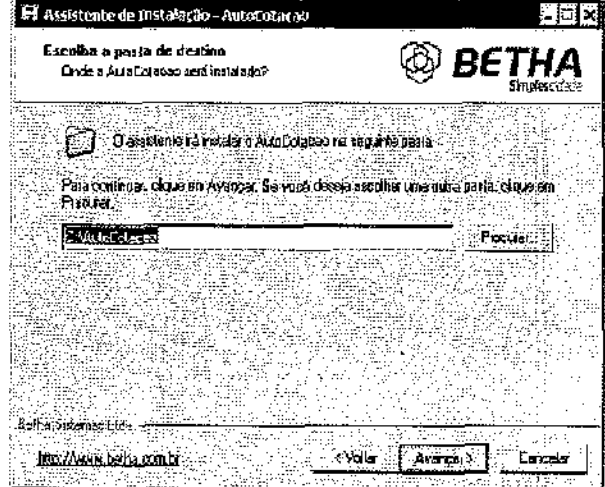 Assistente de Instalação - AutoCotacao
Escolha a pasta de destino
Onde a AutoCotacao será instalado?
BETHA
Simplescidade
O assistente irá instalar o AutoCotacao na seguinte pasta.
Para continuar, clique em Avançar. Se você deseja escolher uma outra pasta, clique em
Procurar.
C:\AutoCotacao
Procurar...
Betha Sistemas Ltda.
http://www.betha.com.br
< Voltar
Avançar >
Cancelar